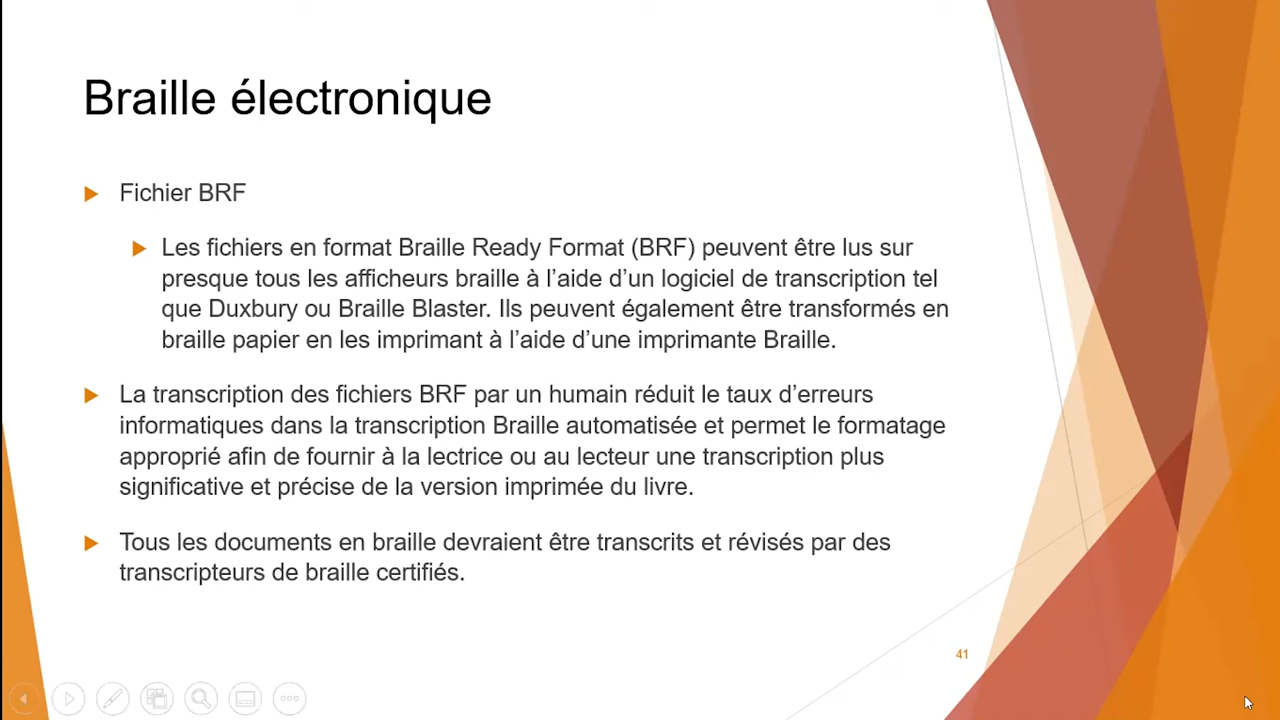 Braille électronique
Fichier BRF
Les fichiers en format Braille Ready Format (BRF) peuvent être lus sur
presque tous les afficheurs braille à l’aide d’un logiciel de transcription tel
que Duxbury ou Braille Blaster. Ils peuvent également être transformés en
braille papier en les imprimant à l’aide d’une imprimante Braille.
La transcription des fichiers BRF par un humain réduit le taux d’erreurs
informatiques dans la transcription Braille automatisée et permet le formatage
approprié afin de fournir à la lectrice ou au lecteur une transcription plus
significative et précise de la version imprimée du livre.
Tous les documents en braille devraient être transcrits et révisés par des
transcripteurs de braille certifiés.
41